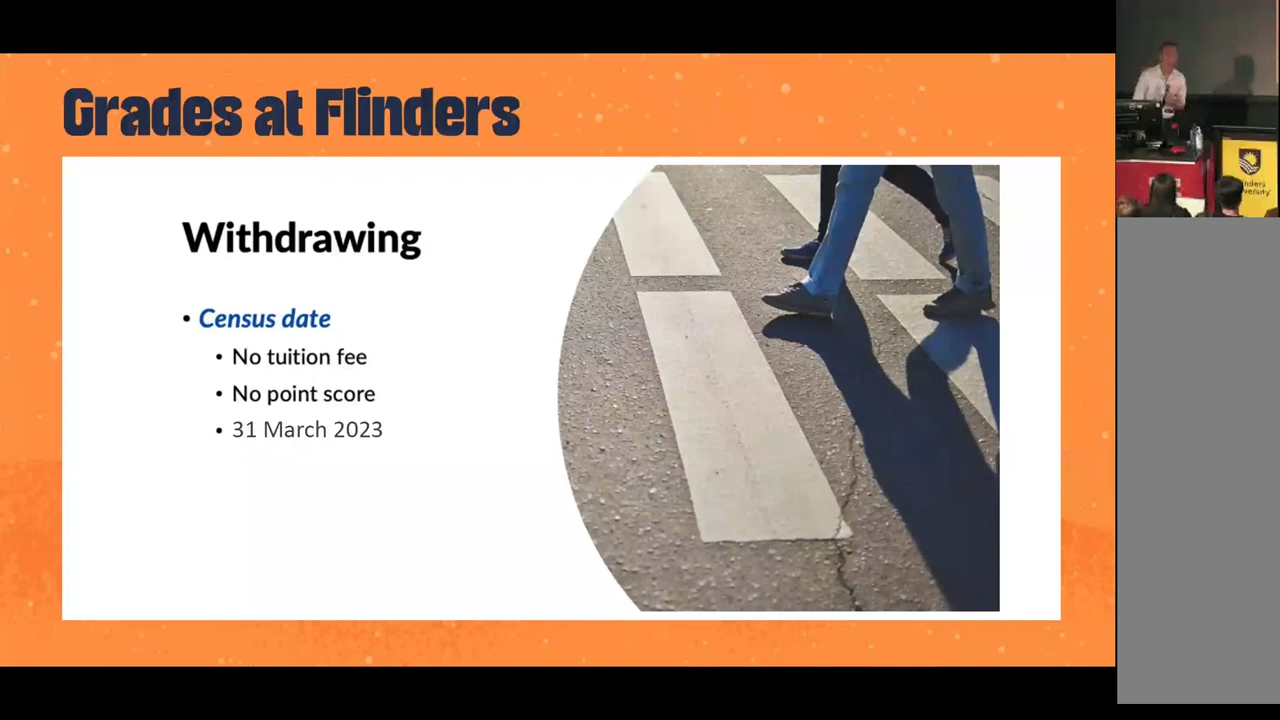 Grades at Flinders
Withdrawing
• Census date
• No tuition fee
• No point score
• 31 March 2023